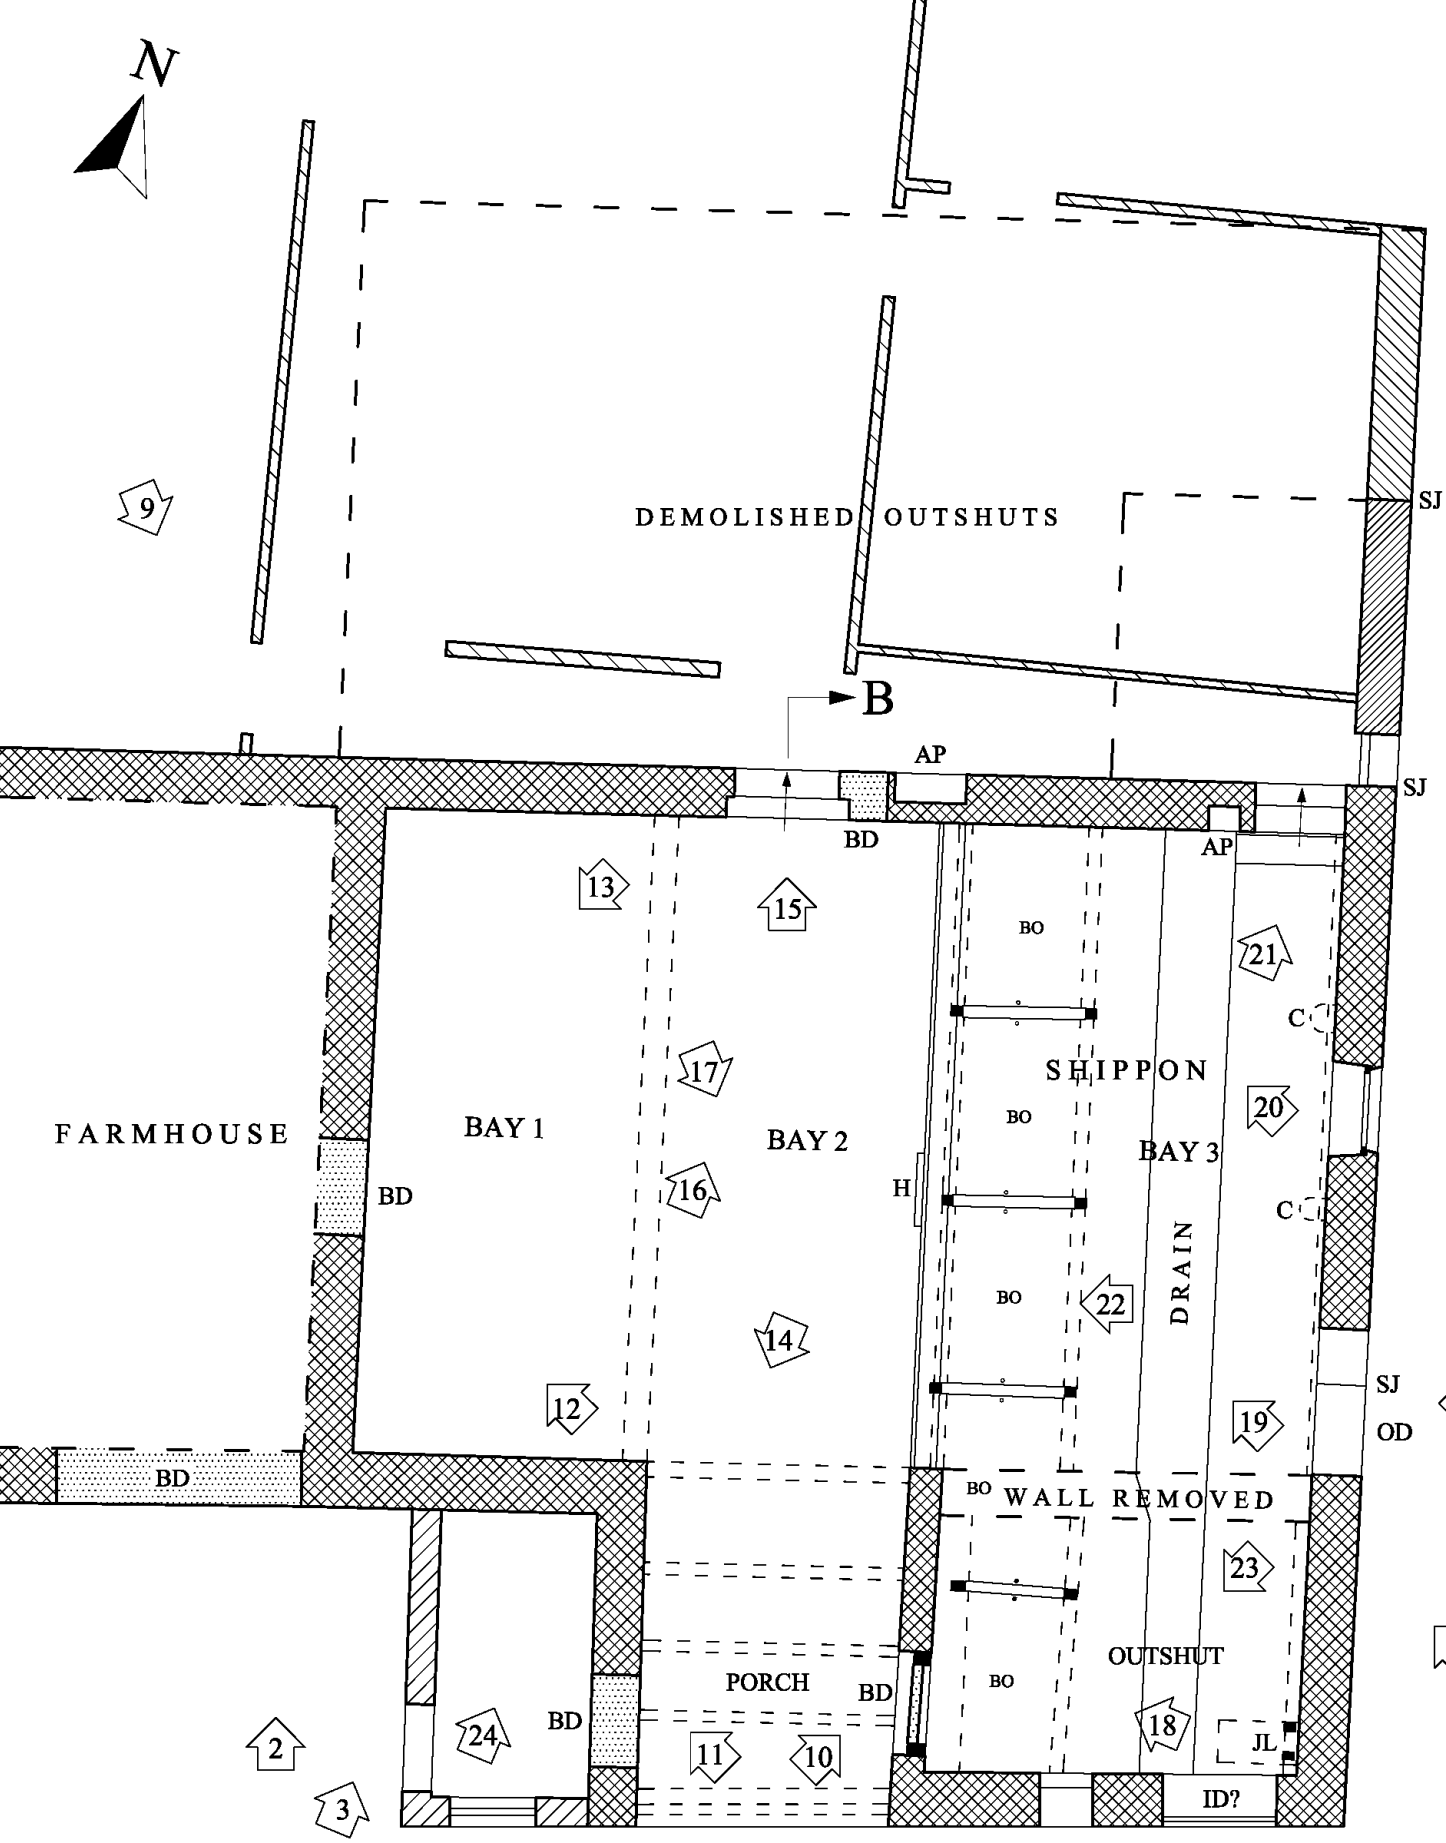 N
9
SJ
DEMOLISHED OUTSHUTS
B
AP
SJ
BD
AP
13
15
BO
21
C
17
SHIPPON
20
BO
FARMHOUSE
BAY 1
BAY 2
BAY 3
16
H
BD
C
DRAIN
BO
22
14
SJ
12
19
OD
BD
BO
WALL REMOVED
23
OUTSHUT
PORCH
BO
BD
BD
24
18
JL
2
11
10
3
ID?